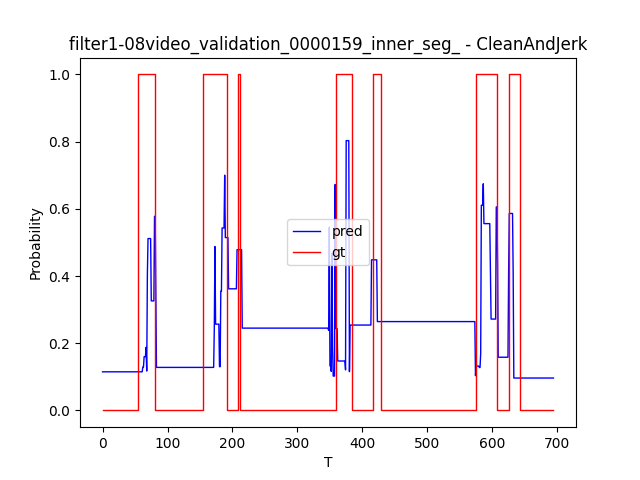 filter1-08video_validation_0000159_inner_seg_ - CleanAndJerk
1.0
0.8
0.6
0.4
0.2
0.0
Probability
pred
gt
0 100 200 300 400 500 600 700
T